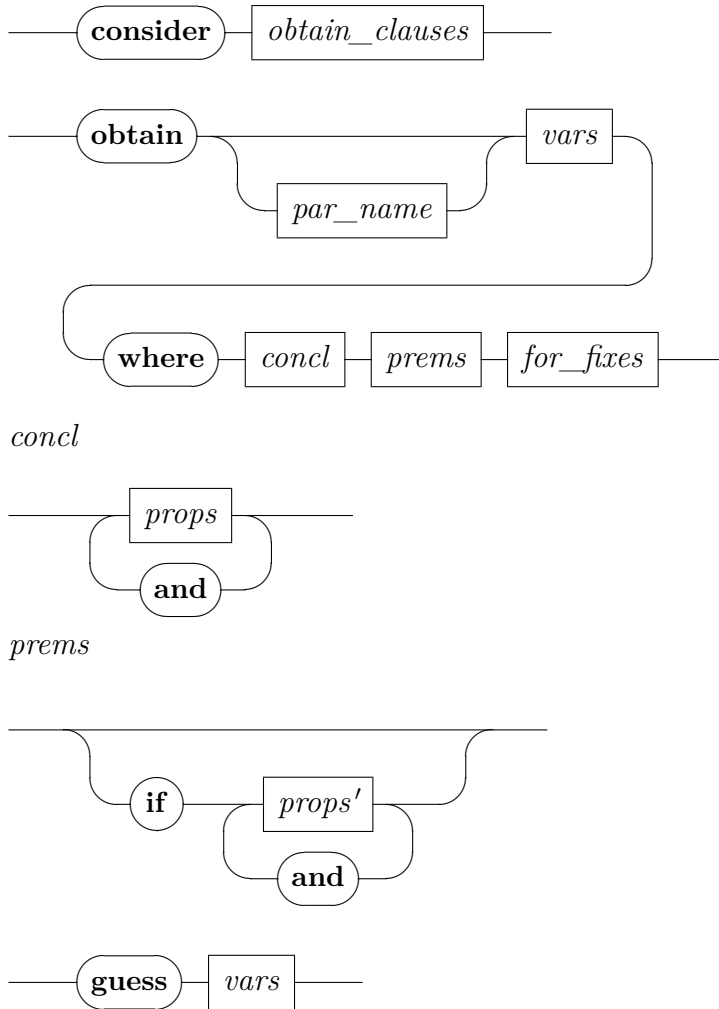 consider obtain_clauses
obtain vars
par_name
where concl prems for_fixes
concl
props
and
prems
if props′
and
guess vars